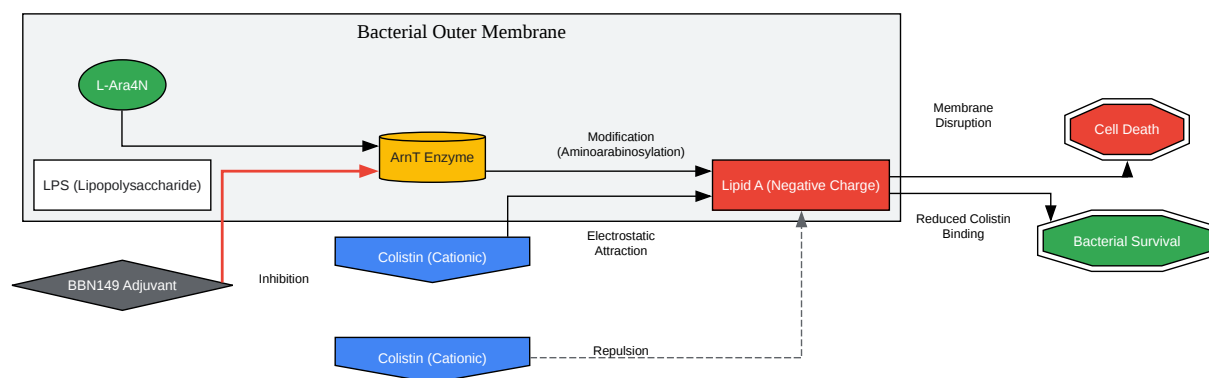 Bacterial Outer Membrane
L-Ara4N
Membrane
Disruption
Cell Death
Modification
(Aminoarabinosylation)
ArnT Enzyme
LPS (Lipopolysaccharide)
Lipid A (Negative Charge)
Reduced Colistin
Binding
Bacterial Survival
Electrostatic
Attraction
Colistin (Cationic)
Inhibition
BBN149 Adjuvant
Colistin (Cationic)
Repulsion